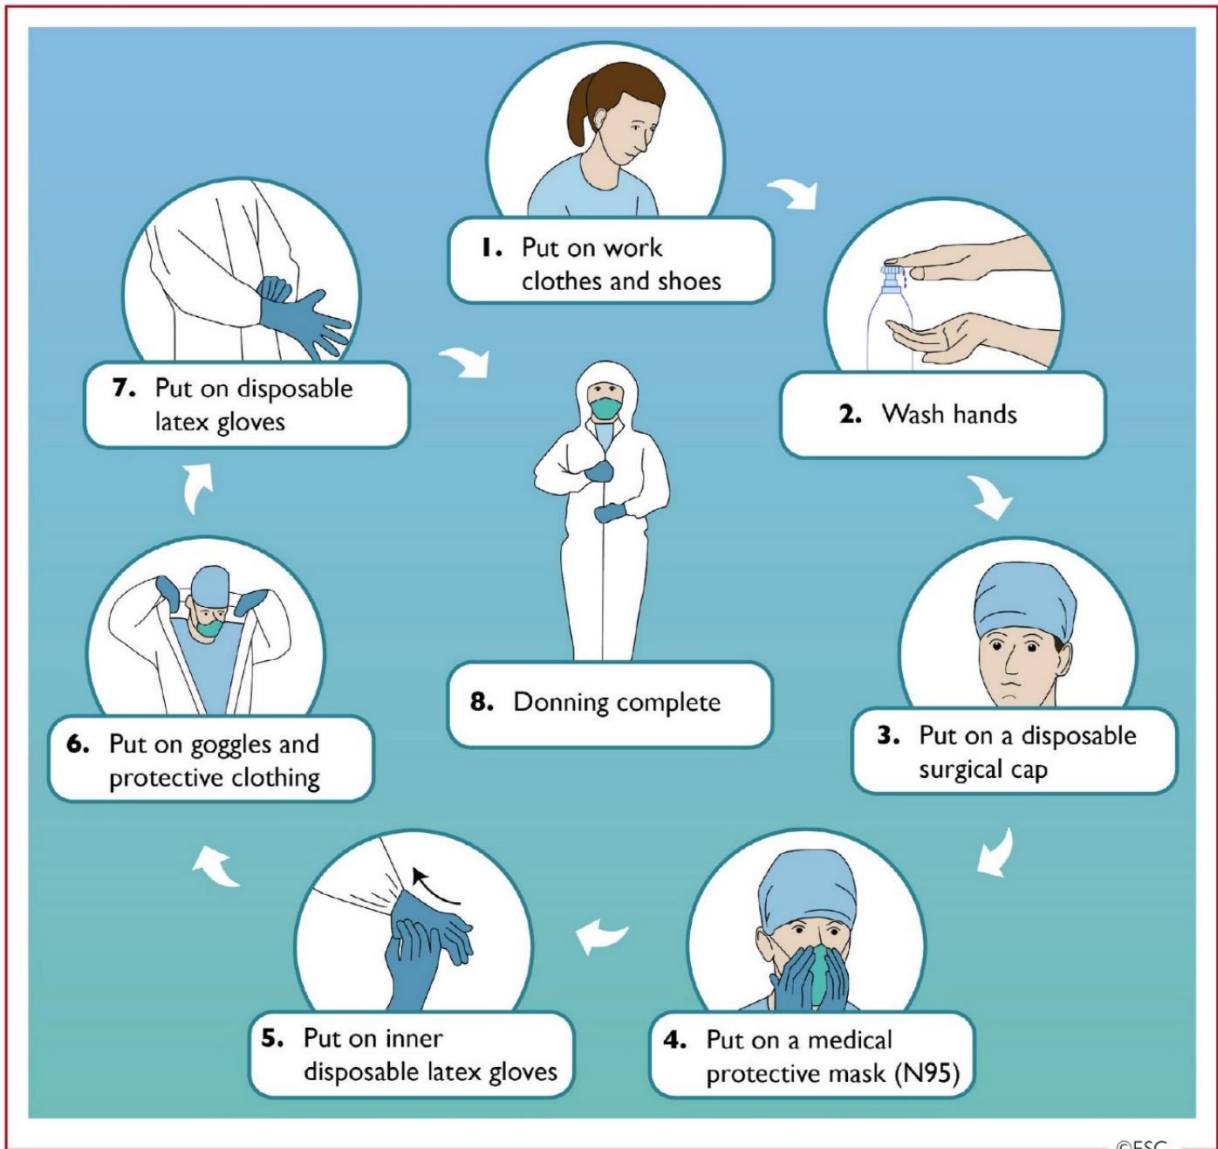 1. Put on work
clothes and shoes
2. Wash hands
3. Put on a disposable
surgical cap
4. Put on a medical
protective mask (N95)
5. Put on inner
disposable latex gloves
6. Put on goggles and
protective clothing
7. Put on disposable
latex gloves
8. Donning complete
©ESC